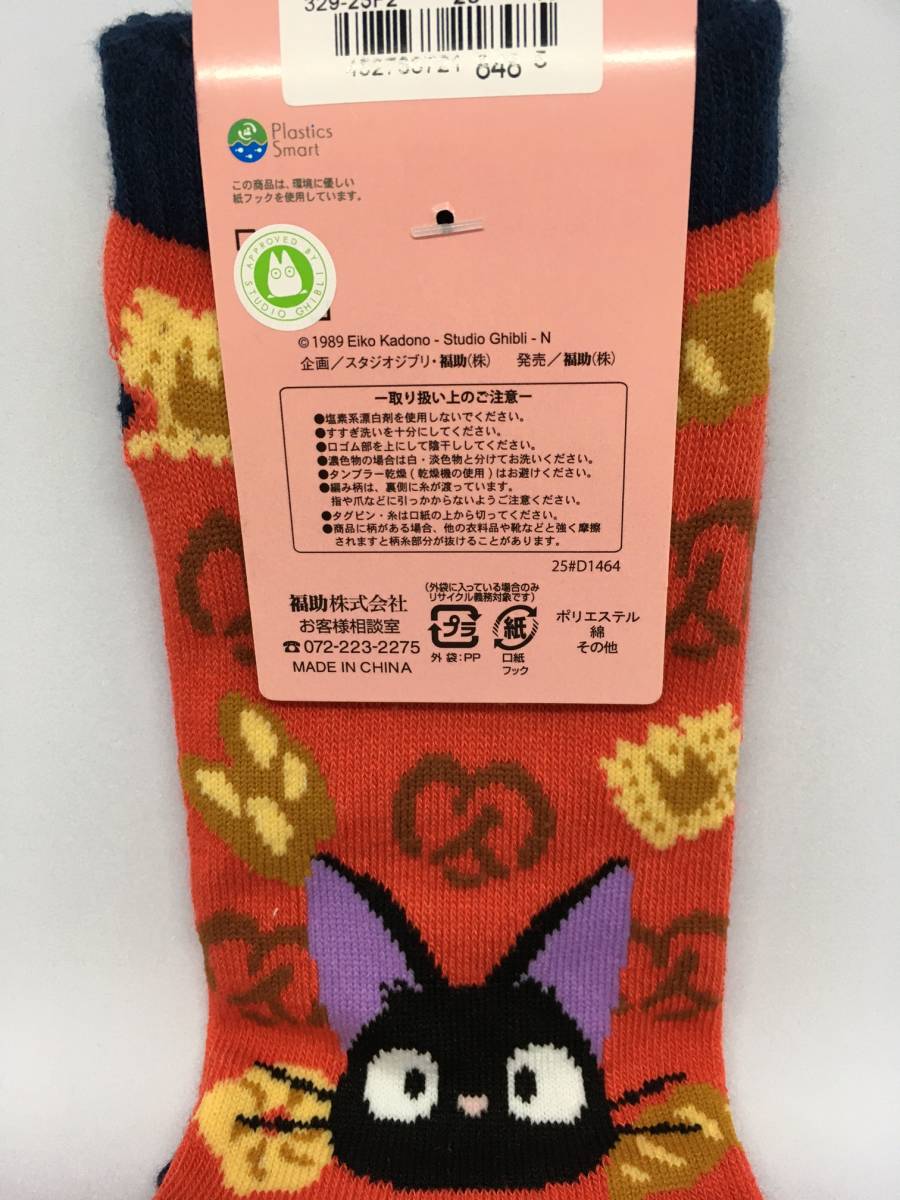 329-23F2
Plastics
Smart
この商品は、環境に優しい
紙フックを使用しています。
APPROVED BY
STUDIO GHIBLI
© 1989 Eiko Kadono - Studio Ghibli - N
企画／スタジオジブリ・福助(株)　発売／福助(株)
ー取り扱い上のご注意ー
●塩素系漂白剤を使用しないでください。
●すすぎ洗いを十分にしてください。
●口ゴム部を上にして陰干ししてください。
●濃色物の場合は白・淡色物と分けてお洗いください。
●タンブラー乾燥(乾燥機の使用)はお避けください。
●編み柄は、裏側に糸が渡っています。
指や爪などに引っかからないようご注意ください。
●タグピン・糸は口紙の上から切ってください。
●商品に柄がある場合、他の衣料品や靴などと強く摩擦
されますと柄糸部分が抜けることがあります。
25#D1464
福助株式会社
お客様相談室
☎072-223-2275
MADE IN CHINA
(外袋に入っている場合のみ
リサイクル義務対象です)
プラ
外袋:PP
紙
口紙
フック
ポリエステル
綿
その他